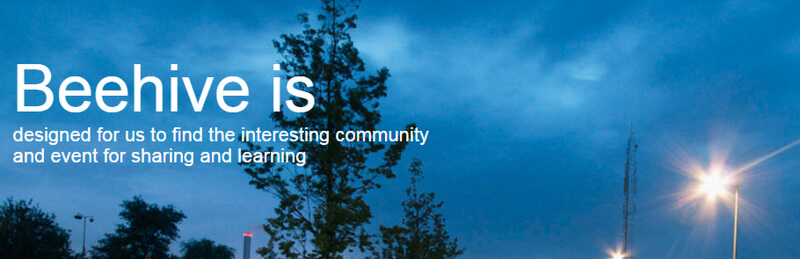 Beehive is
designed for us to find the interesting community
and event for sharing and learning